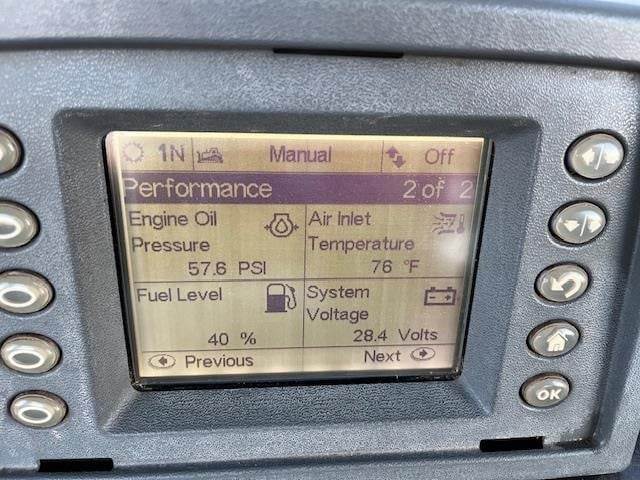 1N Manual Off
Performance 2 of 2
Engine Oil Pressure
57.6 PSI
Air Inlet Temperature
76 °F
Fuel Level
40 %
System Voltage
28.4 Volts
Previous Next
OK